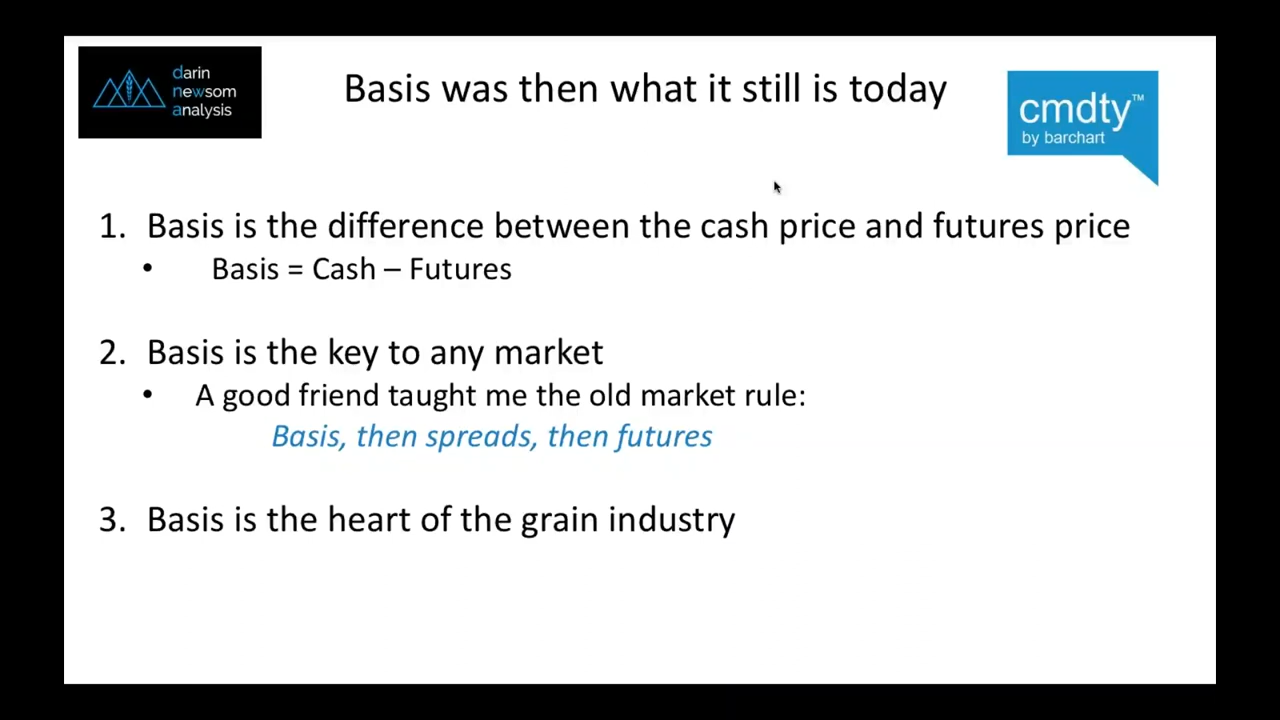 darin
newsom
analysis
Basis was then what it still is today
cmdty™
by barchart
1. Basis is the difference between the cash price and futures price
• Basis = Cash – Futures
2. Basis is the key to any market
• A good friend taught me the old market rule:
Basis, then spreads, then futures
3. Basis is the heart of the grain industry